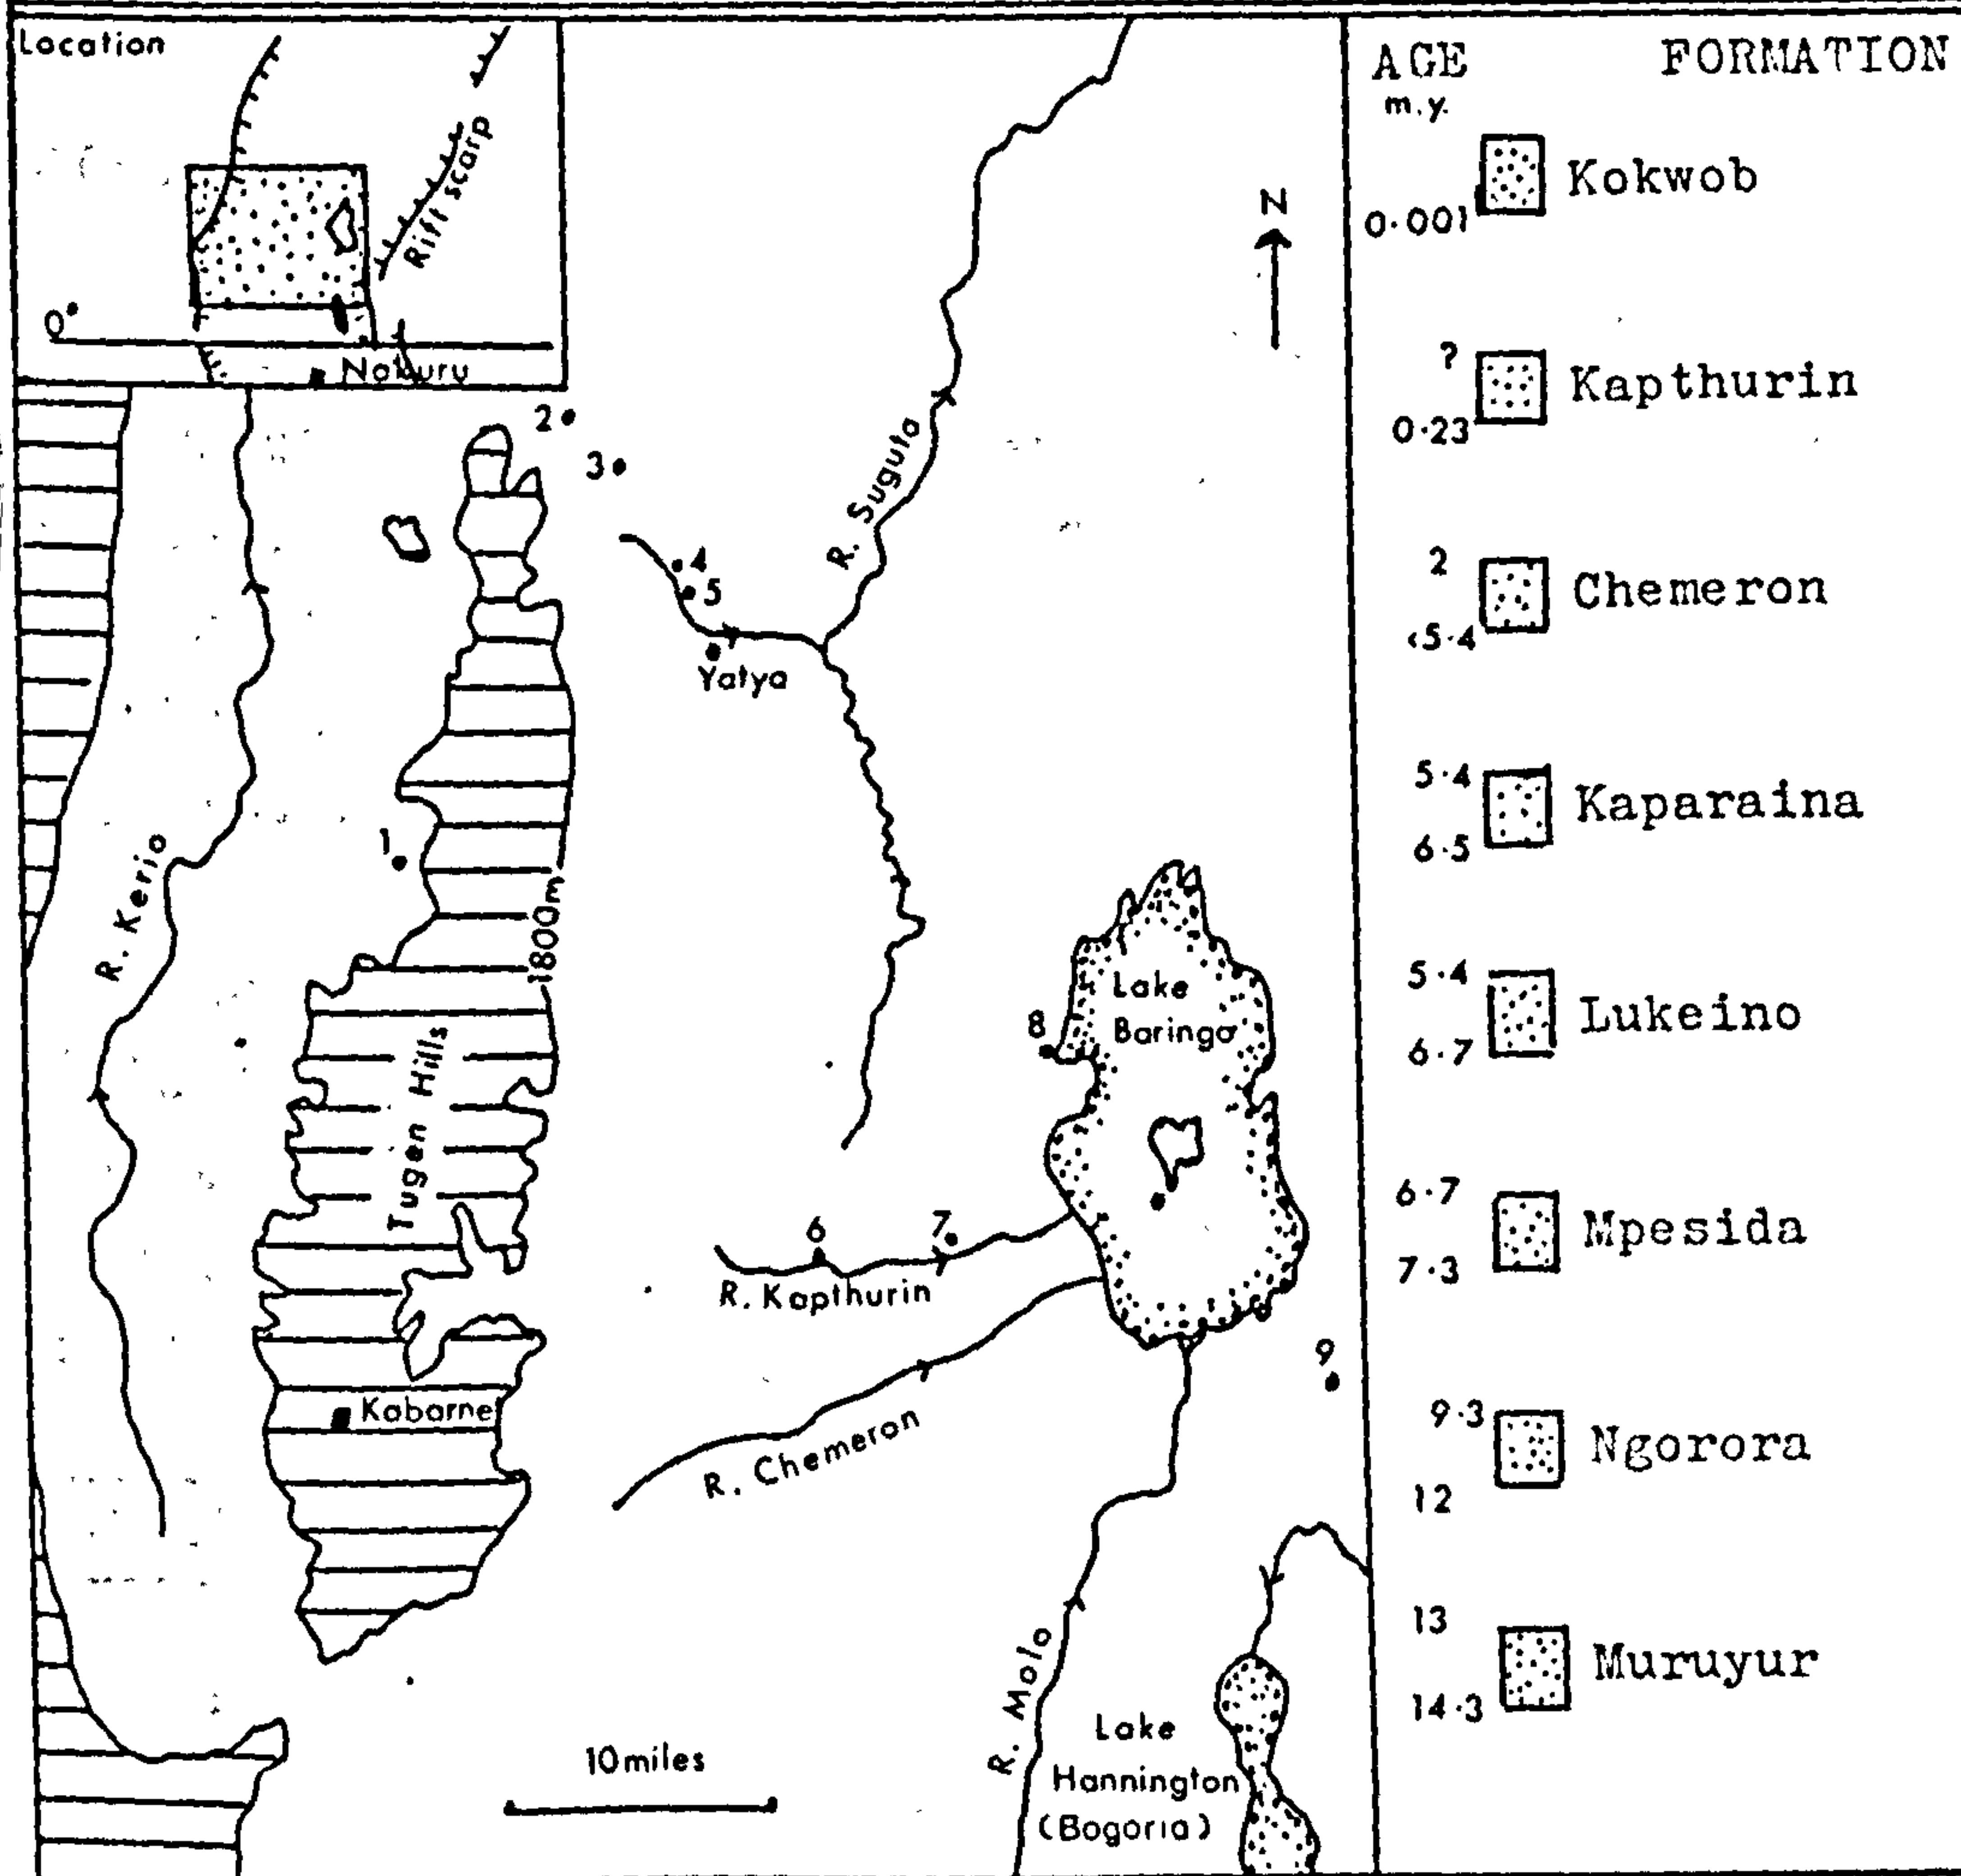 Location
Rift scarp
0°
Nakuru
N
2
3
4
5
Yatya
R. Suguta
1
R. Kerio
1800m
Tugen Hills
Lake
Baringo
8
6
7
R. Kapthurin
9
Kabarnet
R. Chemeron
R. Molo
10miles
Lake
Hannington
(Bogoria)
AGE FORMATION
m.y.
Kokwob
0·001
?
Kapthurin
0·23
2
Chemeron
<5·4
5·4
Kaparaina
6·5
5·4
Lukeino
6·7
6·7
Mpesida
7·3
9·3
Ngorora
12
13
Muruyur
14·3